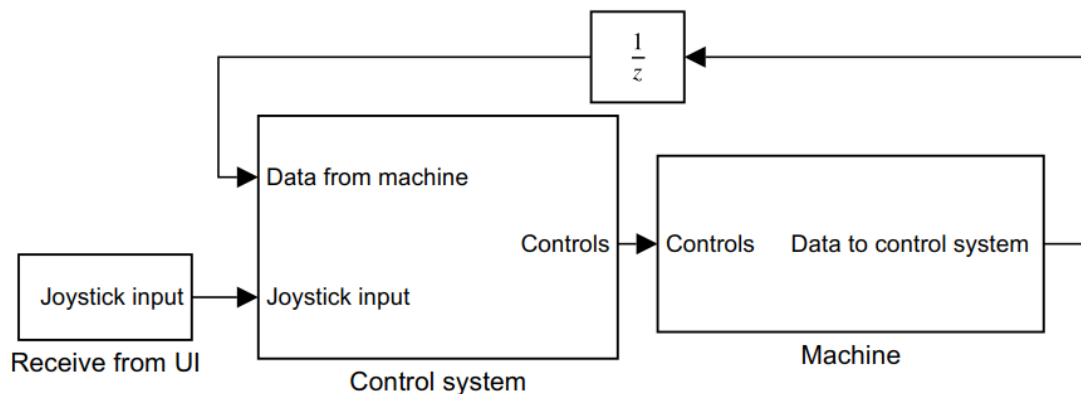 1
z
Data from machine
Controls
Controls
Data to control system
Joystick input
Joystick input
Receive from UI
Machine
Control system